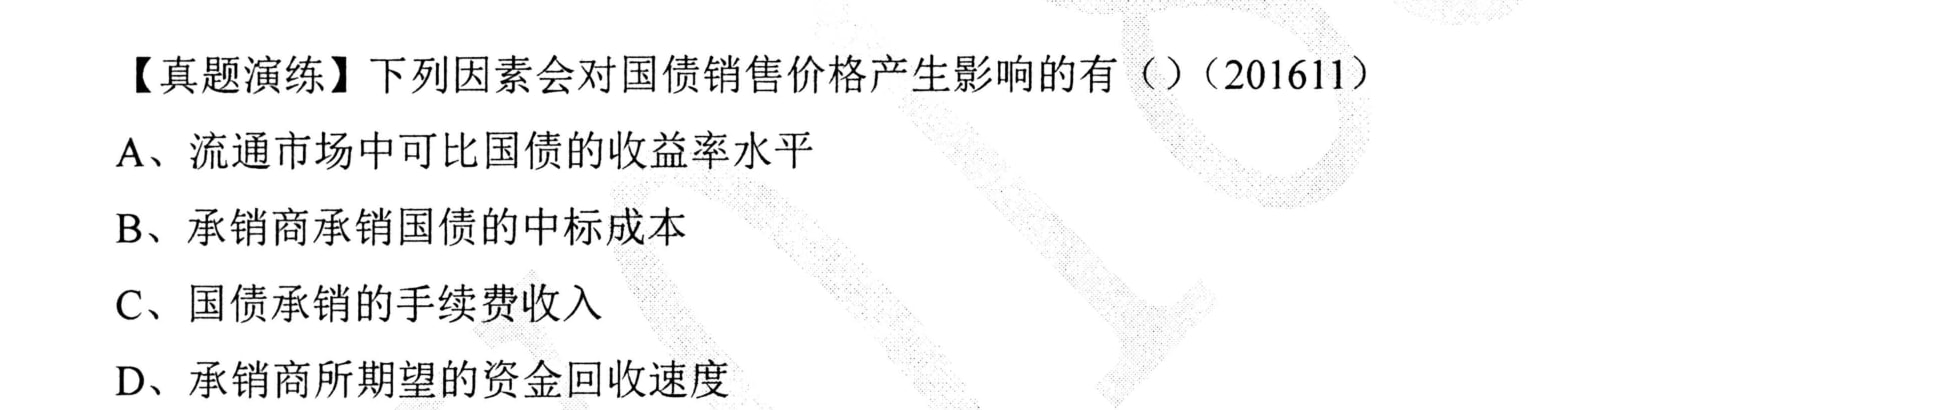 【真题演练】下列因素会对国债销售价格产生影响的有（）（201611）
A、流通市场中可比国债的收益率水平
B、承销商承销国债的中标成本
C、国债承销的手续费收入
D、承销商所期望的资金回收速度